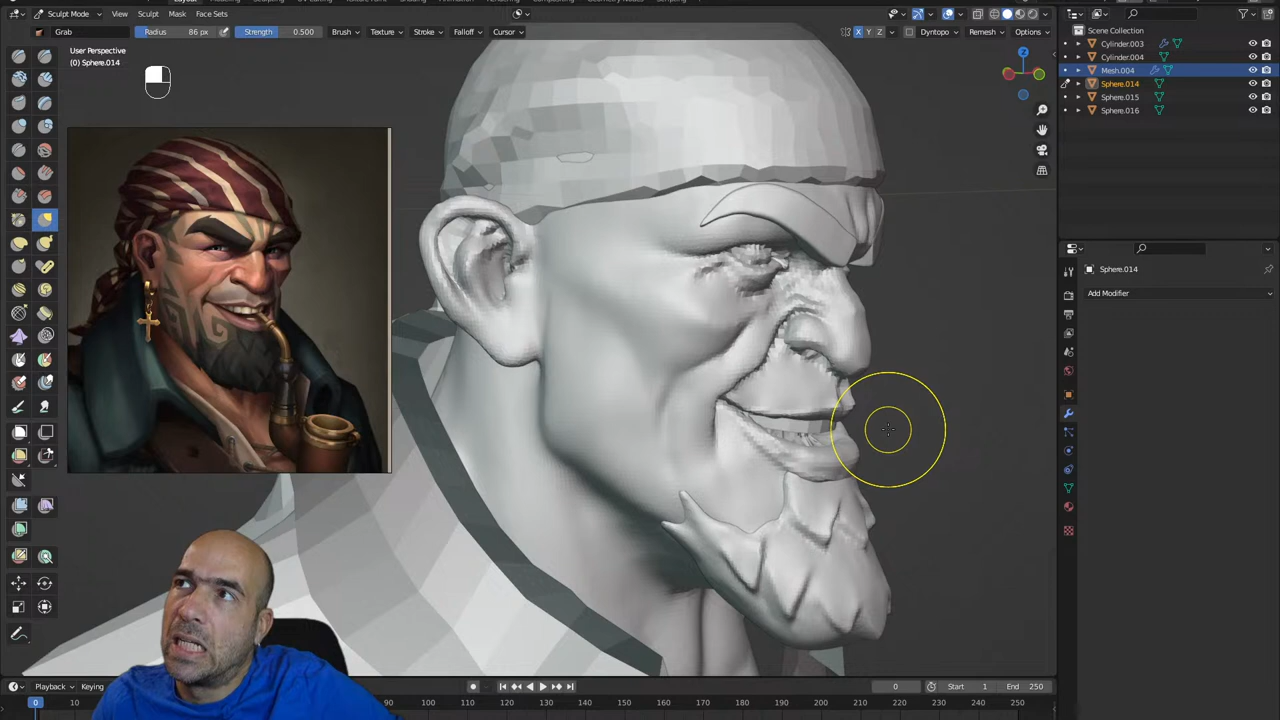 Layout
Sculpt Mode View Sculpt Mask Face Sets
Grab Radius 86 px Strength 0.500 Brush Texture Stroke Falloff Cursor X Y Z Dyntopo Remesh Options
User Perspective
(0) Sphere.014
Z
Scene Collection
Cylinder.003
Cylinder.004
Mesh.004
Sphere.014
Sphere.015
Sphere.016
Sphere.014
Add Modifier
Playback Keying 0 Start 1 End 250
0 10 80 90 100 110 120 130 140 150 160 170 180 190 200 210 220 230 240 250